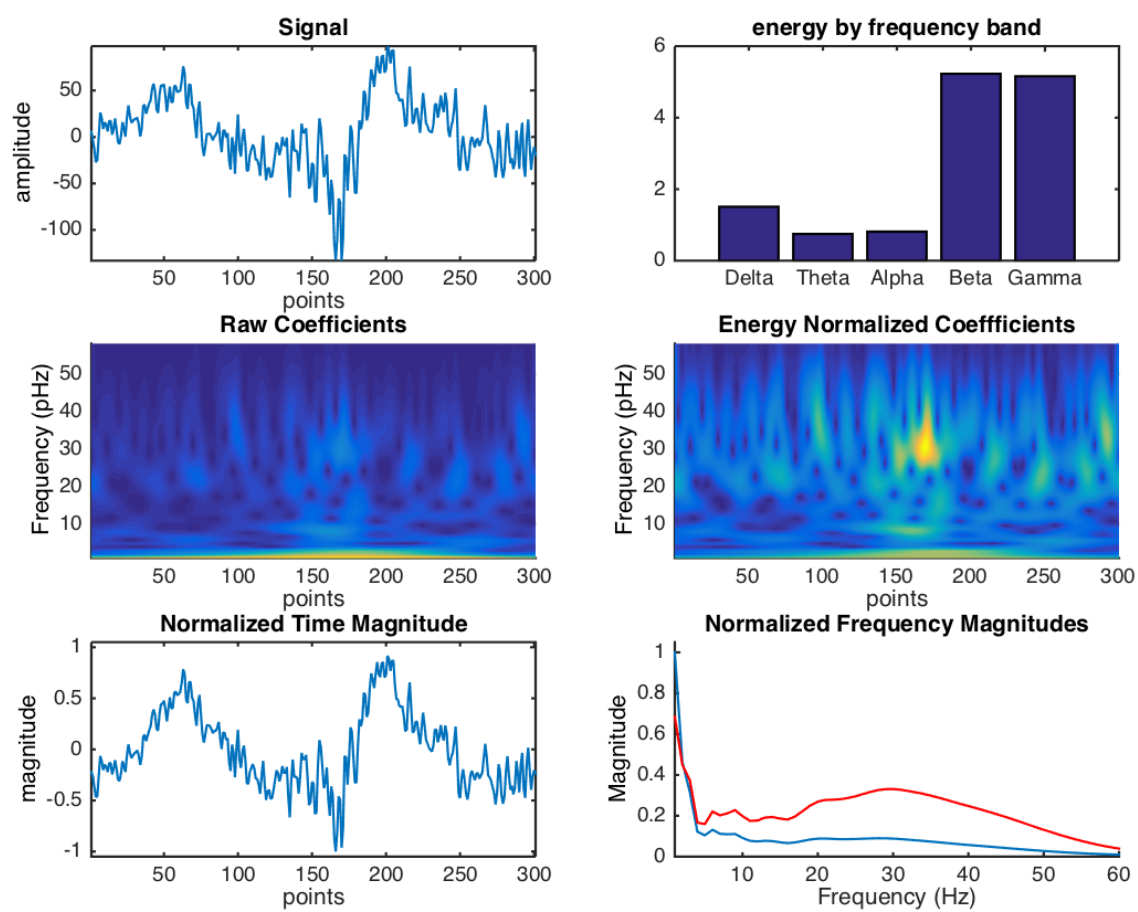 Signal
energy by frequency band
amplitude
50
0
-50
-100
50 100 150 200 250 300
points
6
4
2
0
Delta Theta Alpha Beta Gamma
Raw Coefficients
Energy Normalized Coeffficients
Frequency (pHz)
50
40
30
20
10
50 100 150 200 250 300
points
Frequency (pHz)
50
40
30
20
10
50 100 150 200 250 300
points
Normalized Time Magnitude
Normalized Frequency Magnitudes
magnitude
1
0.5
0
-0.5
-1
50 100 150 200 250 300
points
Magnitude
1
0.8
0.6
0.4
0.2
0
10 20 30 40 50 60
Frequency (Hz)